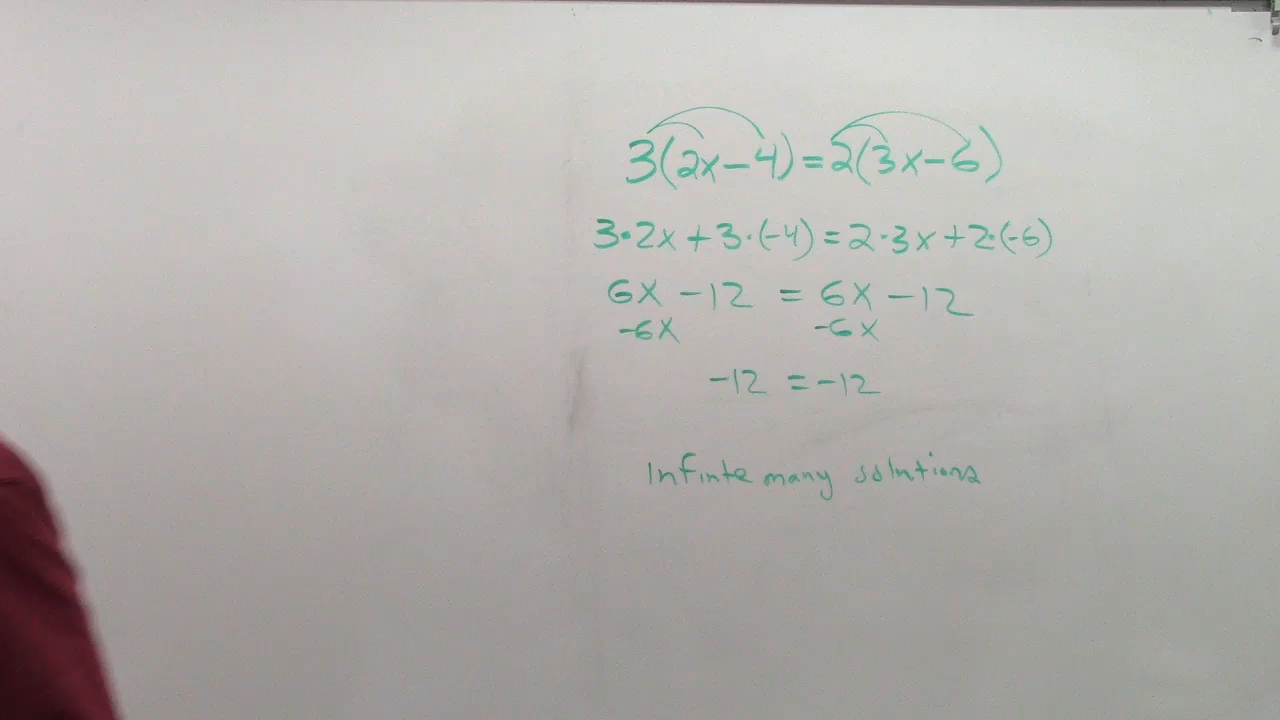 3(2x-4)=2(3x-6)
3·2x+3·(-4)=2·3x+2·(-6)
6x -12 = 6x -12
-6x -6x
-12 = -12
Infinte many solutions